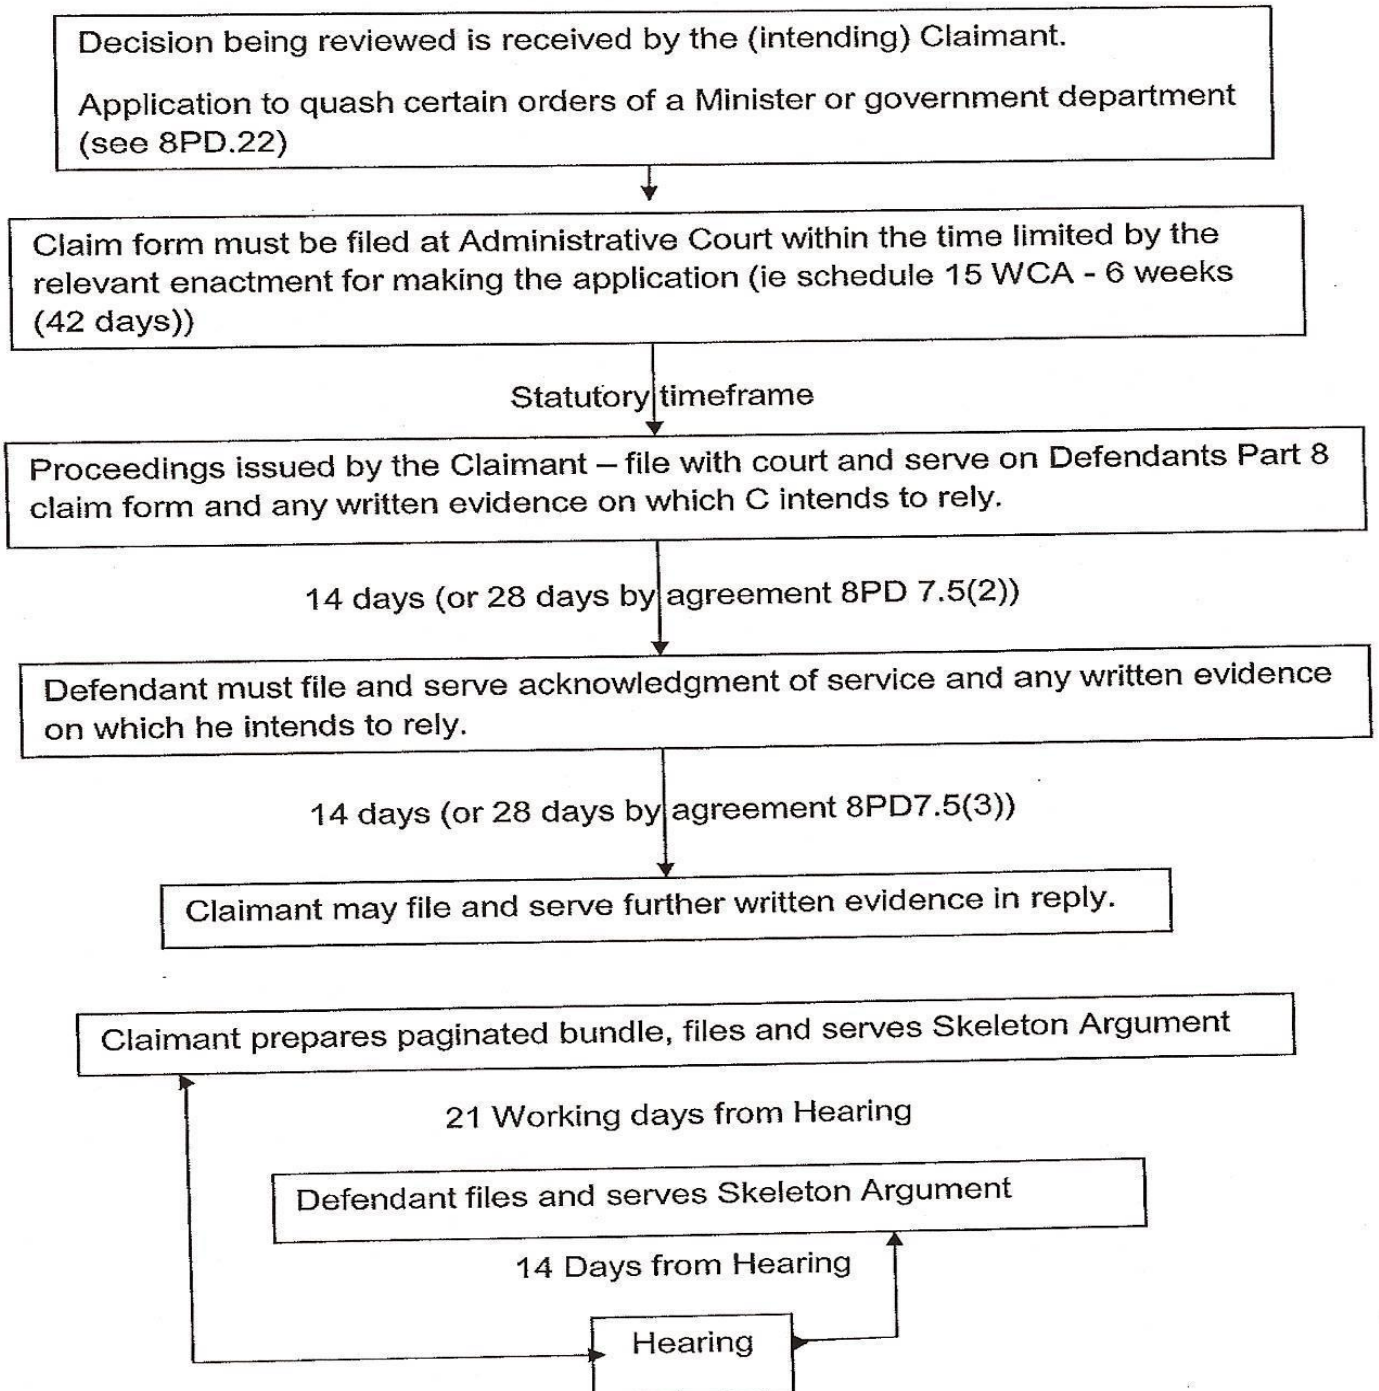 Decision being reviewed is received by the (intending) Claimant.
Application to quash certain orders of a Minister or government department
(see 8PD.22)
Claim form must be filed at Administrative Court within the time limited by the
relevant enactment for making the application (ie schedule 15 WCA - 6 weeks
(42 days))
Statutory timeframe
Proceedings issued by the Claimant – file with court and serve on Defendants Part 8
claim form and any written evidence on which C intends to rely.
14 days (or 28 days by agreement 8PD 7.5(2))
Defendant must file and serve acknowledgment of service and any written evidence
on which he intends to rely.
14 days (or 28 days by agreement 8PD7.5(3))
Claimant may file and serve further written evidence in reply.
Claimant prepares paginated bundle, files and serves Skeleton Argument
21 Working days from Hearing
Defendant files and serves Skeleton Argument
14 Days from Hearing
Hearing